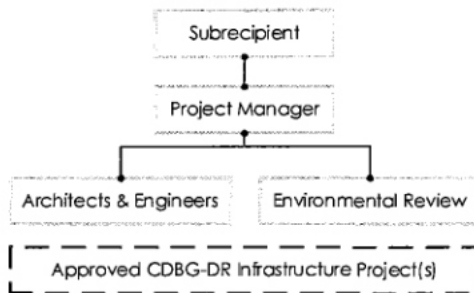 Subrecipient
Project Manager
Architects & Engineers Environmental Review
Approved CDBG-DR Infrastructure Project(s)